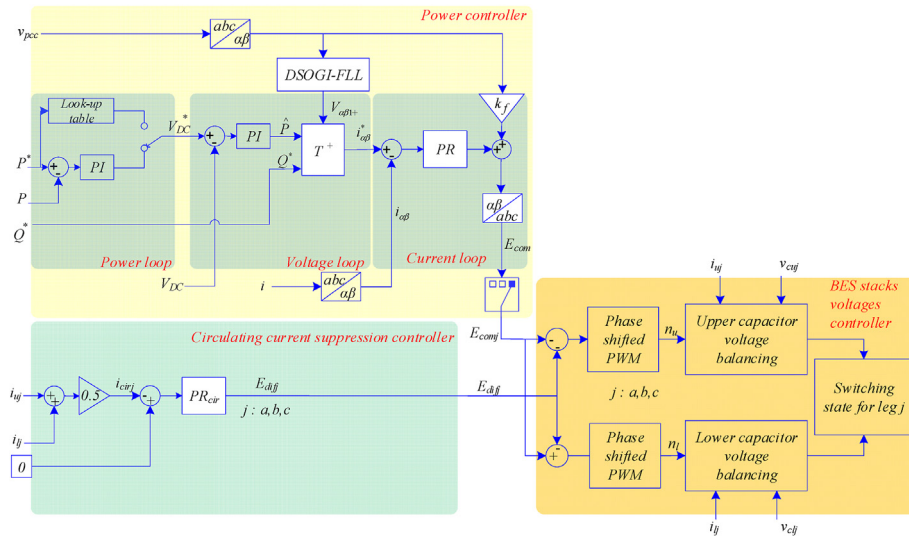 Power controller
v_pcc
abc
αβ
DSOGI-FLL
k_f
Look-up
table
V_DC*
V_αβ1+
P̂
i*_αβ
PI
T+
PR
P*
PI
Q*
P
αβ
abc
Q*
i_αβ
E_com
Power loop
Voltage loop
Current loop
V_DC
i
abc
αβ
i_uj
v_cuj
BES stacks
voltages
controller
Circulating current suppression controller
E_comj
Phase
shifted
PWM
n_u
Upper capacitor
voltage
balancing
i_uj
0.5
i_cirj
PR_cir
E_diff
E_diff
j : a,b,c
j : a,b,c
Switching
state for leg j
i_lj
0
Phase
shifted
PWM
n_l
Lower capacitor
voltage
balancing
i_lj
v_clj